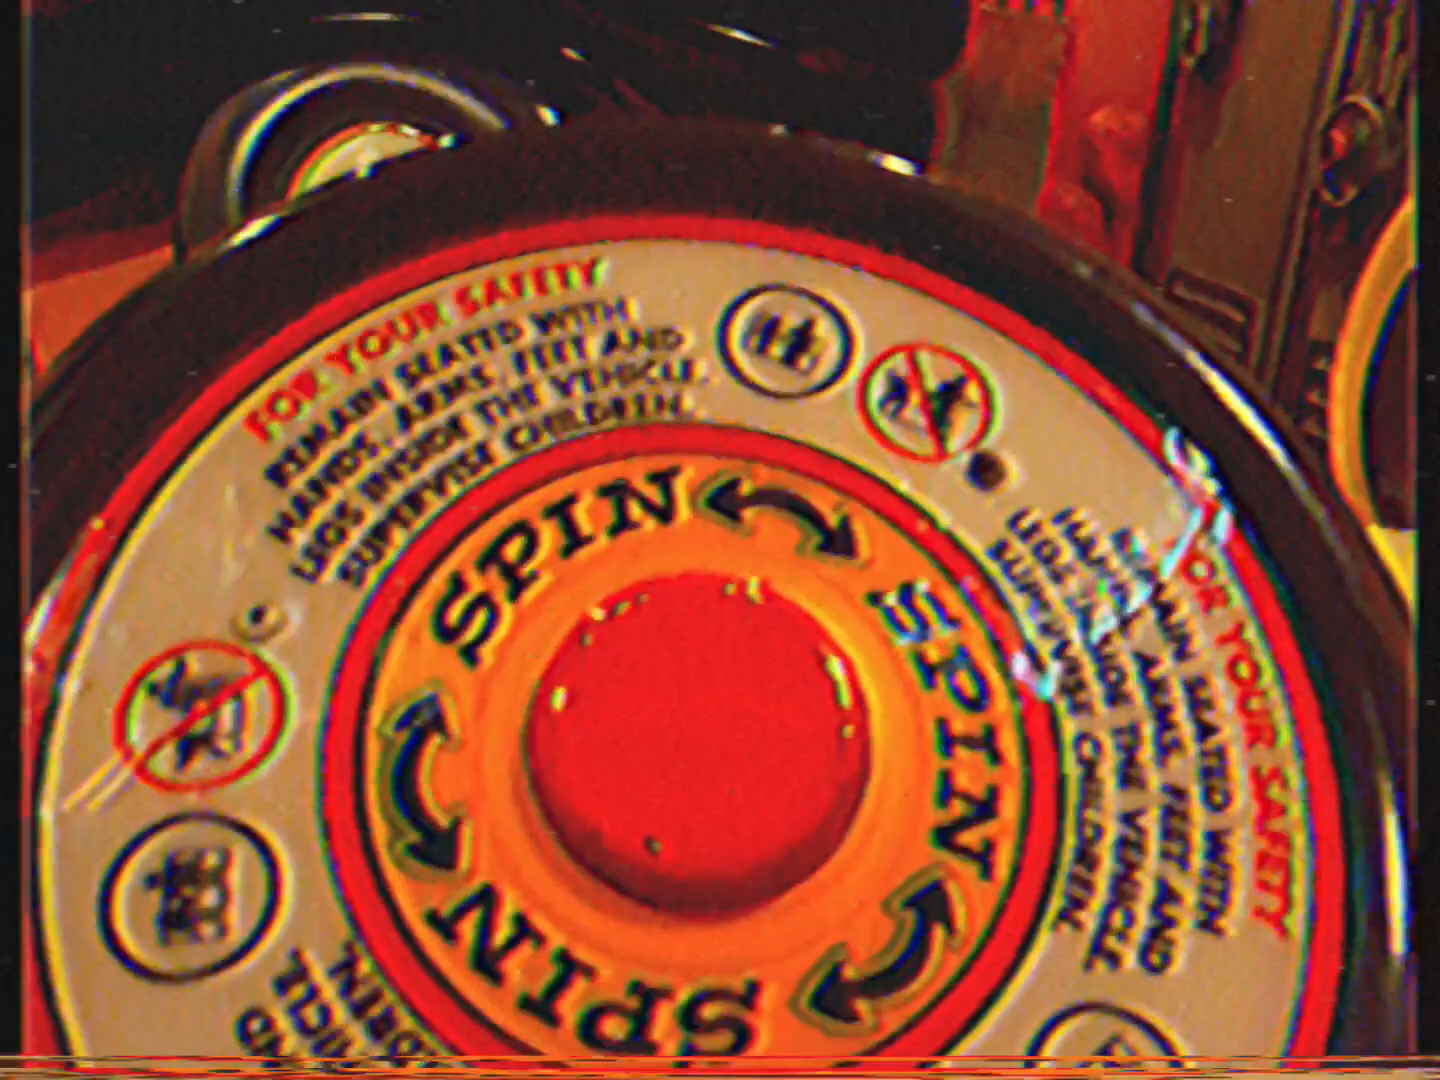 FOR YOUR SAFETY
REMAIN SEATED WITH
HANDS, ARMS, FEET AND
LEGS INSIDE THE VEHICLE.
SUPERVISE CHILDREN.
SPIN
SPIN
SPIN
FOR YOUR SAFETY
REMAIN SEATED WITH
HANDS, ARMS, FEET AND
LEGS INSIDE THE VEHICLE.
SUPERVISE CHILDREN.